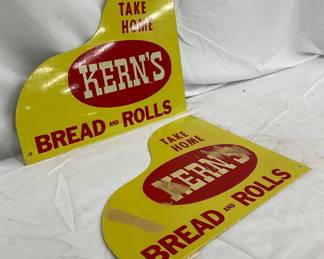 TAKE
HOME
KERN'S
BREAD AND ROLLS
TAKE
HOME
KERN'S
BREAD AND ROLLS